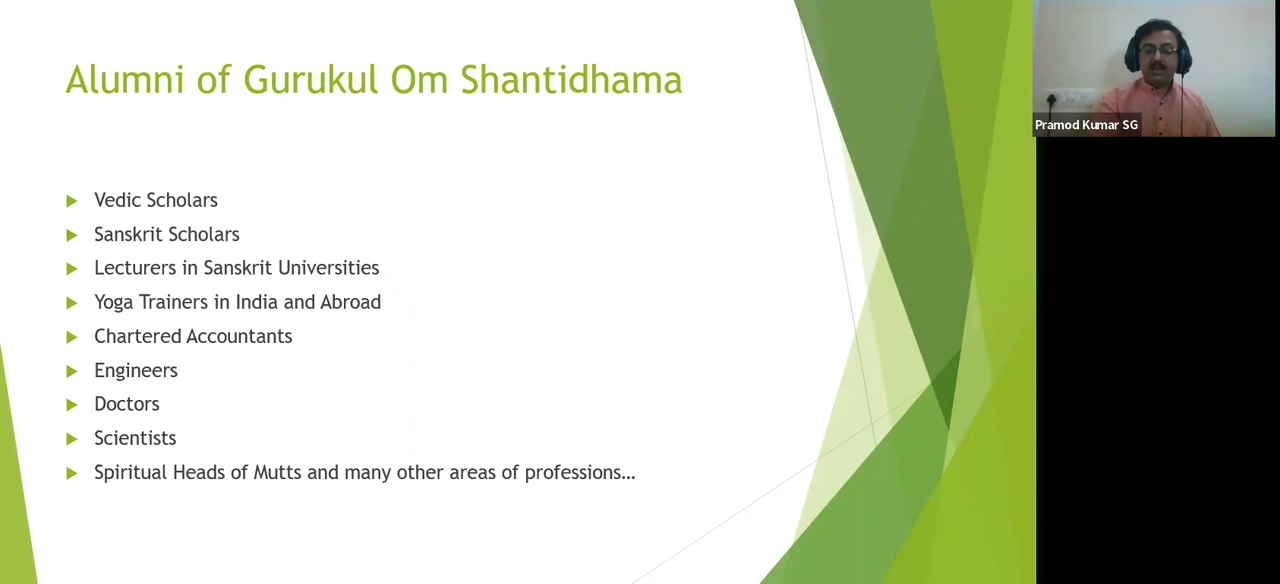 Alumni of Gurukul Om Shantidhama
Pramod Kumar SG
Vedic Scholars
Sanskrit Scholars
Lecturers in Sanskrit Universities
Yoga Trainers in India and Abroad
Chartered Accountants
Engineers
Doctors
Scientists
Spiritual Heads of Mutts and many other areas of professions…